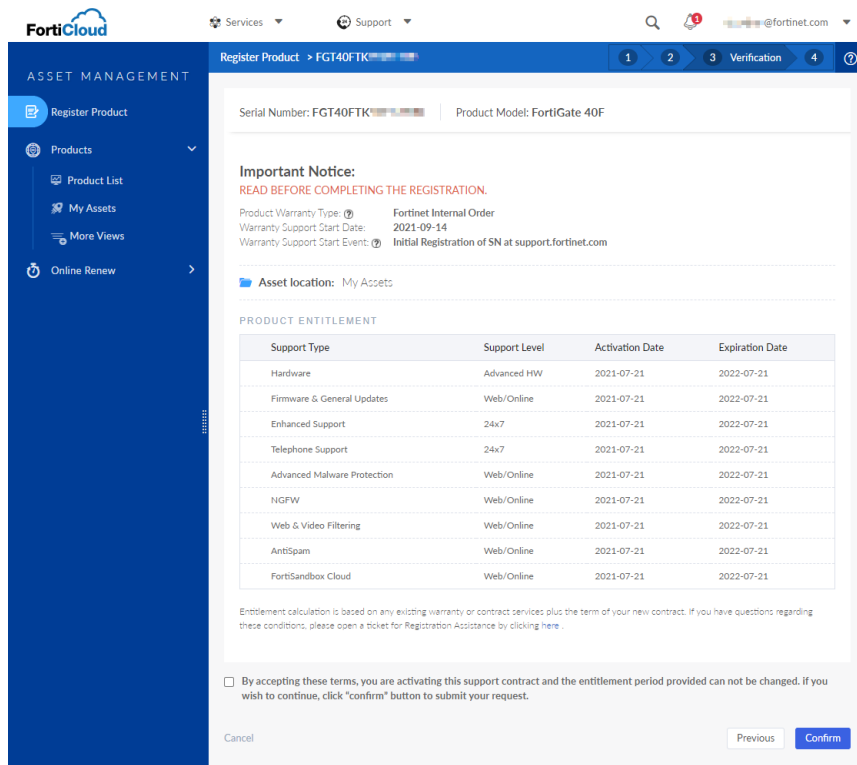 FortiCloud
Services
Support
1
@fortinet.com
ASSET MANAGEMENT
Register Product
Products
Product List
My Assets
More Views
Online Renew
Register Product > FGT40FTK
1 2 3 Verification 4
Serial Number: FGT40FTK
Product Model: FortiGate 40F
Important Notice:
READ BEFORE COMPLETING THE REGISTRATION.
Product Warranty Type: Fortinet Internal Order
Warranty Support Start Date: 2021-09-14
Warranty Support Start Event: Initial Registration of SN at support.fortinet.com
Asset location: My Assets
PRODUCT ENTITLEMENT
Support Type Support Level Activation Date Expiration Date
Hardware Advanced HW 2021-07-21 2022-07-21
Firmware & General Updates Web/Online 2021-07-21 2022-07-21
Enhanced Support 24x7 2021-07-21 2022-07-21
Telephone Support 24x7 2021-07-21 2022-07-21
Advanced Malware Protection Web/Online 2021-07-21 2022-07-21
NGFW Web/Online 2021-07-21 2022-07-21
Web & Video Filtering Web/Online 2021-07-21 2022-07-21
AntiSpam Web/Online 2021-07-21 2022-07-21
FortiSandbox Cloud Web/Online 2021-07-21 2022-07-21
Entitlement calculation is based on any existing warranty or contract services plus the term of your new contract. If you have questions regarding
these conditions, please open a ticket for Registration Assistance by clicking here .
By accepting these terms, you are activating this support contract and the entitlement period provided can not be changed. if you
wish to continue, click "confirm" button to submit your request.
Cancel
Previous
Confirm